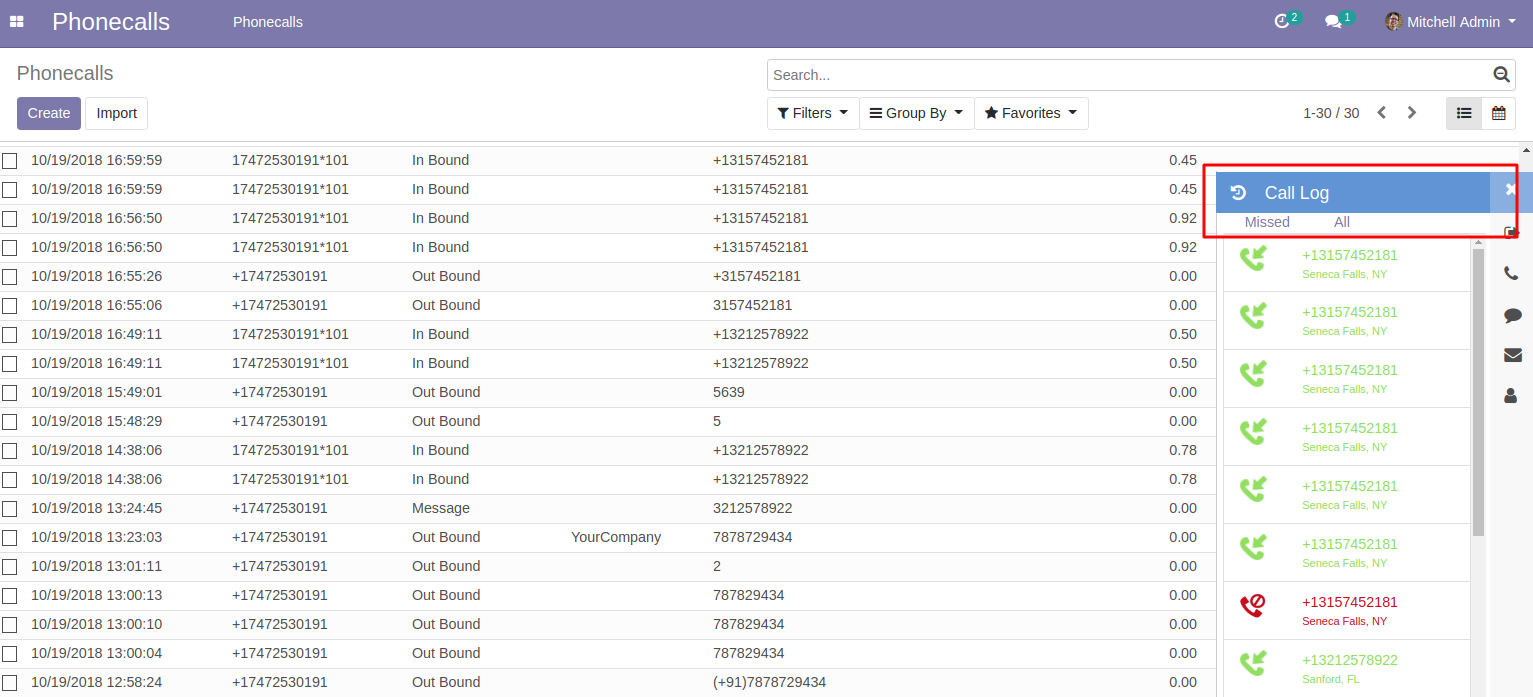 Phonecalls Phonecalls 2 1 Mitchell Admin
Phonecalls
Search...
Create Import
Filters Group By Favorites 1-30 / 30
10/19/2018 16:59:59 17472530191*101 In Bound +13157452181 0.45
10/19/2018 16:59:59 17472530191*101 In Bound +13157452181 0.45
10/19/2018 16:56:50 17472530191*101 In Bound +13157452181 0.92
10/19/2018 16:56:50 17472530191*101 In Bound +13157452181 0.92
10/19/2018 16:55:26 +17472530191 Out Bound +3157452181 0.00
10/19/2018 16:55:06 +17472530191 Out Bound 3157452181 0.00
10/19/2018 16:49:11 17472530191*101 In Bound +13212578922 0.50
10/19/2018 16:49:11 17472530191*101 In Bound +13212578922 0.50
10/19/2018 15:49:01 +17472530191 Out Bound 5639 0.00
10/19/2018 15:48:29 +17472530191 Out Bound 5 0.00
10/19/2018 14:38:06 17472530191*101 In Bound +13212578922 0.78
10/19/2018 14:38:06 17472530191*101 In Bound +13212578922 0.78
10/19/2018 13:24:45 +17472530191 Message 3212578922 0.00
10/19/2018 13:23:03 +17472530191 Out Bound YourCompany 7878729434 0.00
10/19/2018 13:01:11 +17472530191 Out Bound 2 0.00
10/19/2018 13:00:13 +17472530191 Out Bound 787829434 0.00
10/19/2018 13:00:10 +17472530191 Out Bound 787829434 0.00
10/19/2018 13:00:04 +17472530191 Out Bound 787829434 0.00
10/19/2018 12:58:24 +17472530191 Out Bound (+91)7878729434 0.00
Call Log
Missed All
+13157452181
Seneca Falls, NY
+13157452181
Seneca Falls, NY
+13157452181
Seneca Falls, NY
+13157452181
Seneca Falls, NY
+13157452181
Seneca Falls, NY
+13157452181
Seneca Falls, NY
+13157452181
Seneca Falls, NY
+13212578922
Sanford, FL